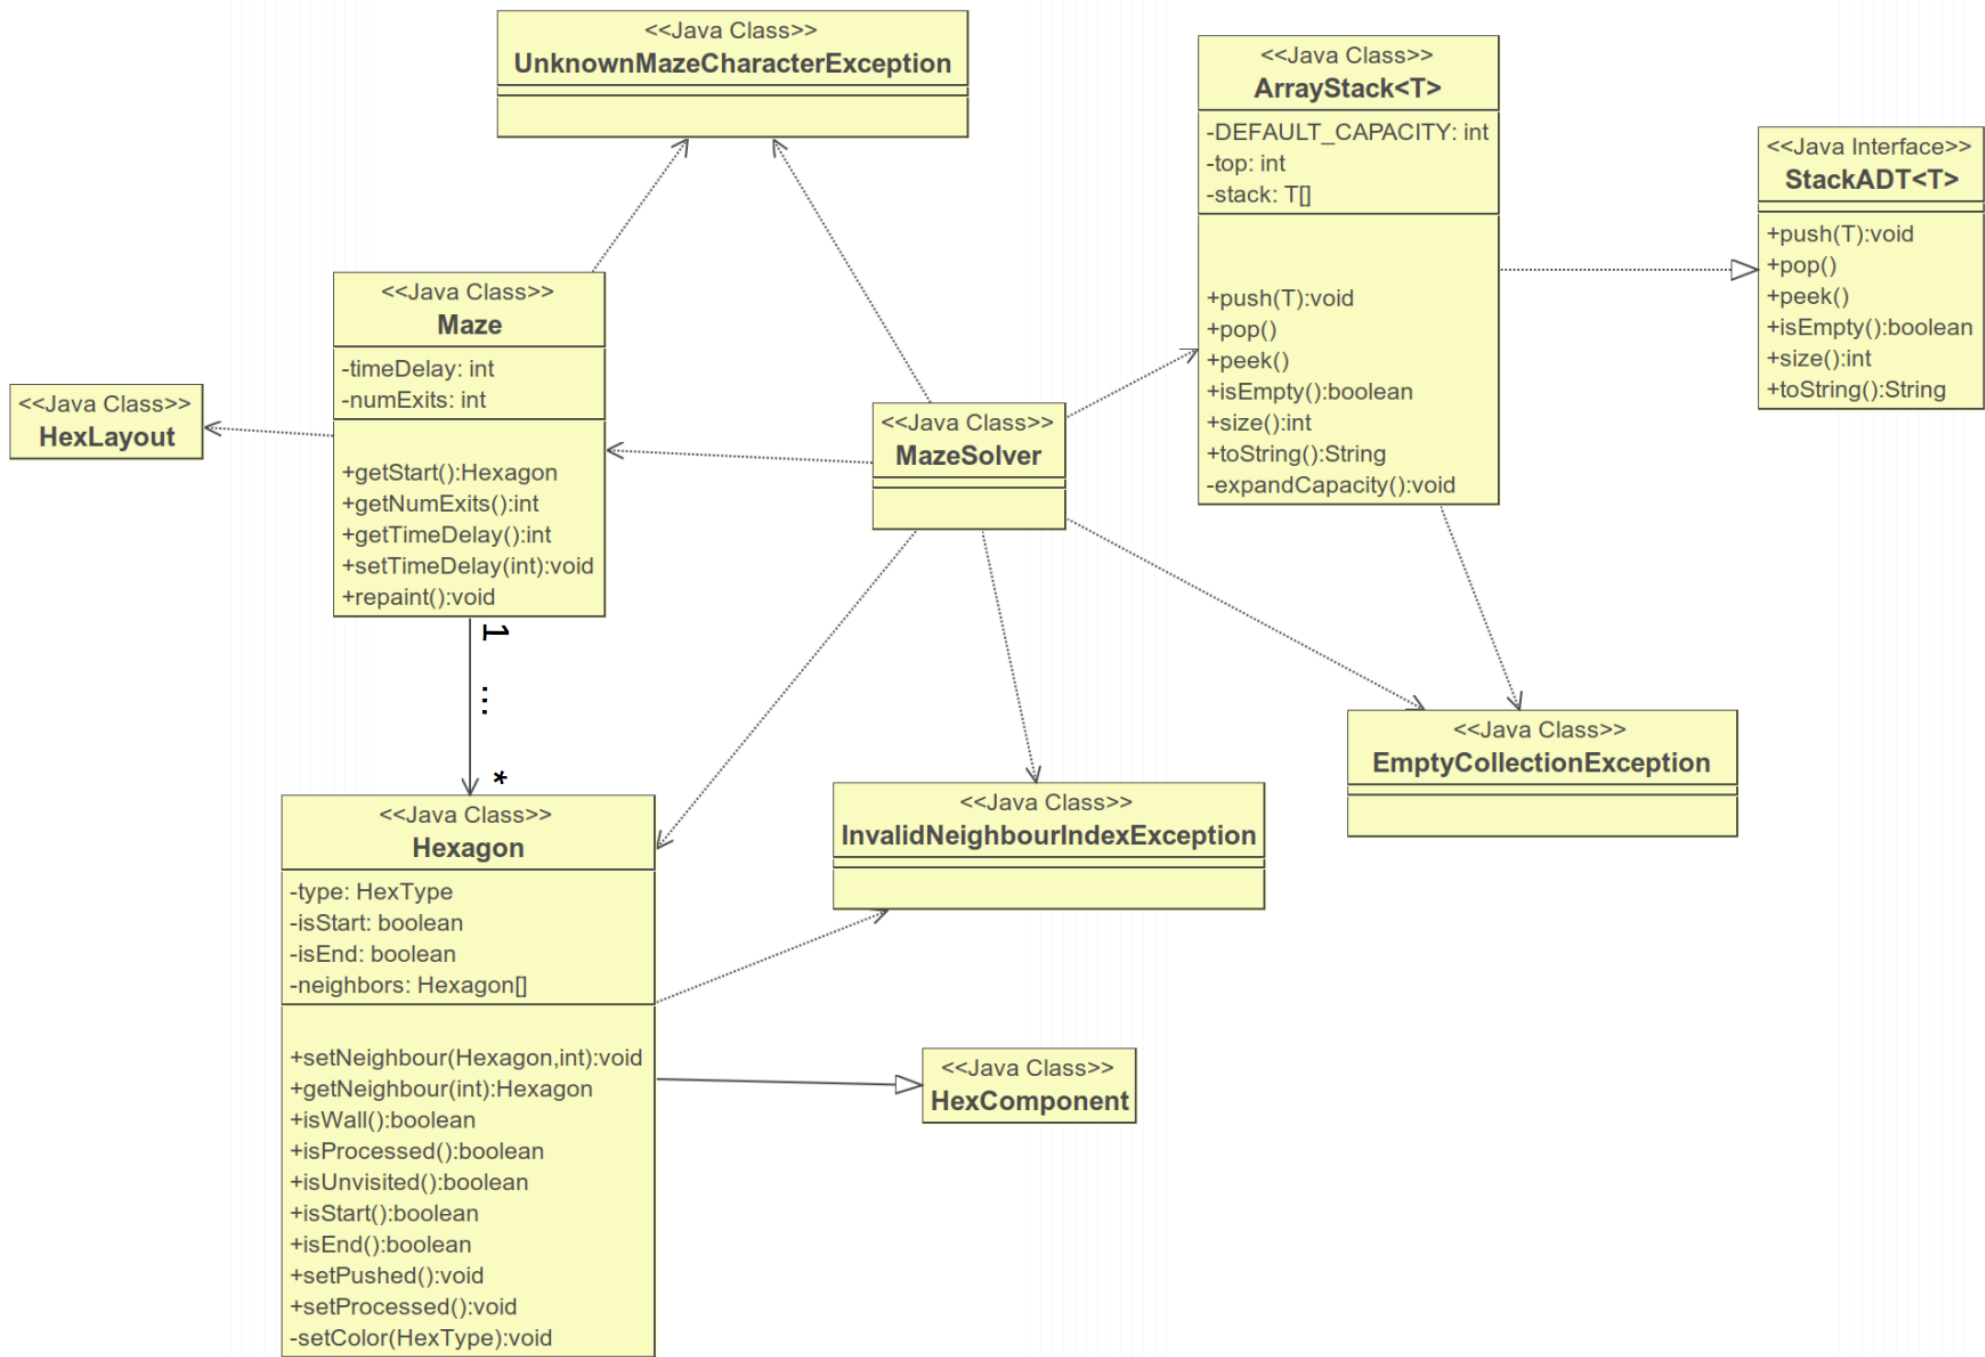 <<Java Class>>
UnknownMazeCharacterException
<<Java Class>>
ArrayStack<T>
-DEFAULT_CAPACITY: int
-top: int
-stack: T[]
+push(T):void
+pop()
+peek()
+isEmpty():boolean
+size():int
+toString():String
-expandCapacity():void
<<Java Interface>>
StackADT<T>
+push(T):void
+pop()
+peek()
+isEmpty():boolean
+size():int
+toString():String
<<Java Class>>
Maze
-timeDelay: int
-numExits: int
+getStart():Hexagon
+getNumExits():int
+getTimeDelay():int
+setTimeDelay(int):void
+repaint():void
<<Java Class>>
HexLayout
<<Java Class>>
MazeSolver
1 ... *
<<Java Class>>
EmptyCollectionException
<<Java Class>>
InvalidNeighbourIndexException
<<Java Class>>
Hexagon
-type: HexType
-isStart: boolean
-isEnd: boolean
-neighbors: Hexagon[]
+setNeighbour(Hexagon,int):void
+getNeighbour(int):Hexagon
+isWall():boolean
+isProcessed():boolean
+isUnvisited():boolean
+isStart():boolean
+isEnd():boolean
+setPushed():void
+setProcessed():void
-setColor(HexType):void
<<Java Class>>
HexComponent